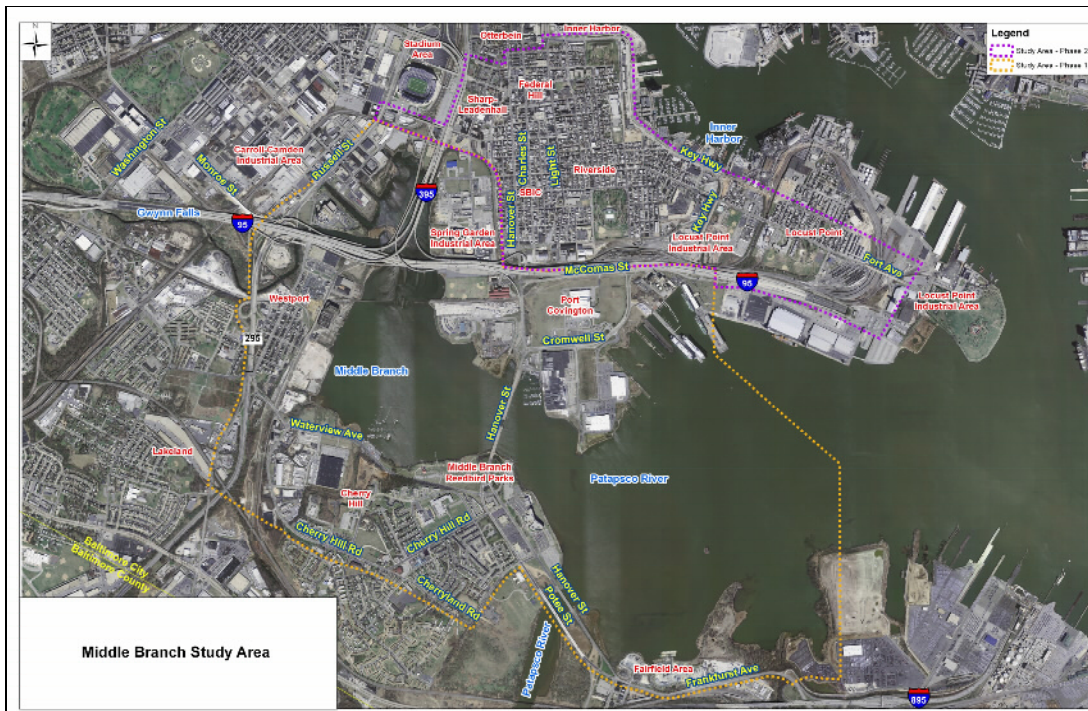 N
Legend
Study Area - Phase 2
Study Area - Phase 1
Inner Harbor
Otterbein
Stadium
Area
Federal
Hill
Sharp-
Leadenhall
Washington St
Monroe St
Carroll-Camden
Industrial Area
Russell St
Charles St
Light St
Inner
Harbor
Key Hwy
Riverside
395
SBIC
Hanover St
Key Hwy
Gwynn Falls
95
Spring Garden
Industrial Area
Locust Point
Industrial Area
Locust Point
Fort Ave
McComas St
95
Locust Point
Industrial Area
Westport
Port
Covington
295
Cromwell St
Middle Branch
Hanover St
Waterview Ave
Lakeland
Middle Branch
Reedbird Parks
Patapsco River
Cherry
Hill
Cherry Hill Rd
Cherry Hill Rd
Baltimore City
Baltimore County
Cherryland Rd
Hanover St
Potee St
Patapsco River
Middle Branch Study Area
Fairfield Area
Frankfurst Ave
895